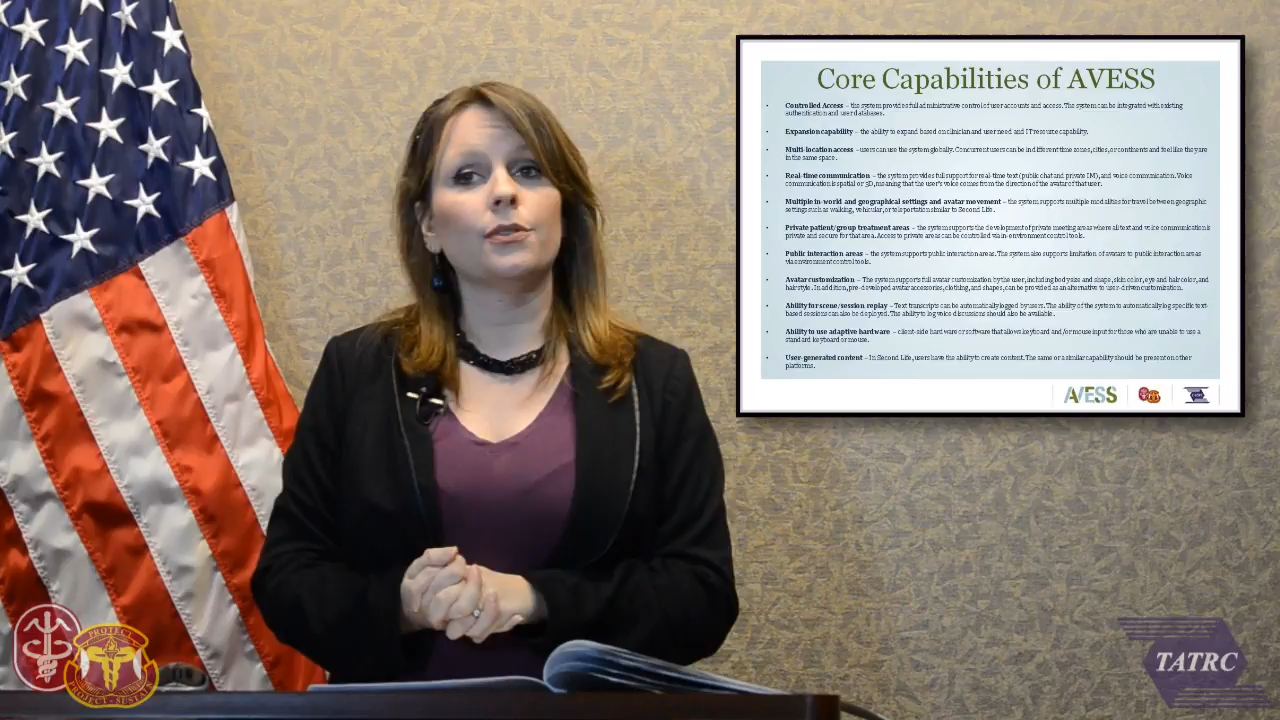 Core Capabilities of AVESS
• Controlled Access – the system provides full administrative control of user accounts and access. The system can be integrated with existing
authentication and user databases.
• Expansion capability – the ability to expand based on clinician and user need and IT resource capability.
• Multi-location access – users can use the system globally. Concurrent users can be in different time zones, cities, or continents and feel like they are
in the same space.
• Real-time communication – the system provides full support for real-time text (public chat and private IM), and voice communication. Voice
communication is spatial or 3D, meaning that the user's voice comes from the direction of the avatar of that user.
• Multiple in-world and geographical settings and avatar movement – the system supports multiple modalities for travel between geographic
settings such as walking, vehicular, or teleportation similar to Second Life.
• Private patient/group treatment areas – the system supports the development of private meeting areas where all text and voice communication is
private and secure for that area. Access to private areas can be controlled via in-environment control tools.
• Public interaction areas – the system supports public interaction areas. The system also supports limitation of avatars to public interaction areas
via environment control tools.
• Avatar customization – The system supports full avatar customization by the user, including body size and shape, skin color, eye and hair color, and
hair style. In addition, pre-developed avatar accessories, clothing, and shapes, can be provided as an alternative to user-driven customization.
• Ability for scene/session replay – Text transcripts can be automatically logged by users. The ability of the system to automatically log specific text-
based sessions can also be deployed. The ability to log voice discussions should also be available.
• Ability to use adaptive hardware – client-side hardware or software that allows keyboard and/or mouse input for those who are unable to use a
standard keyboard or mouse.
• User-generated content – In Second Life, users have the ability to create content. The same or a similar capability should be present on other
platforms.
AVESS
TATRC
PROJECT
TATRC